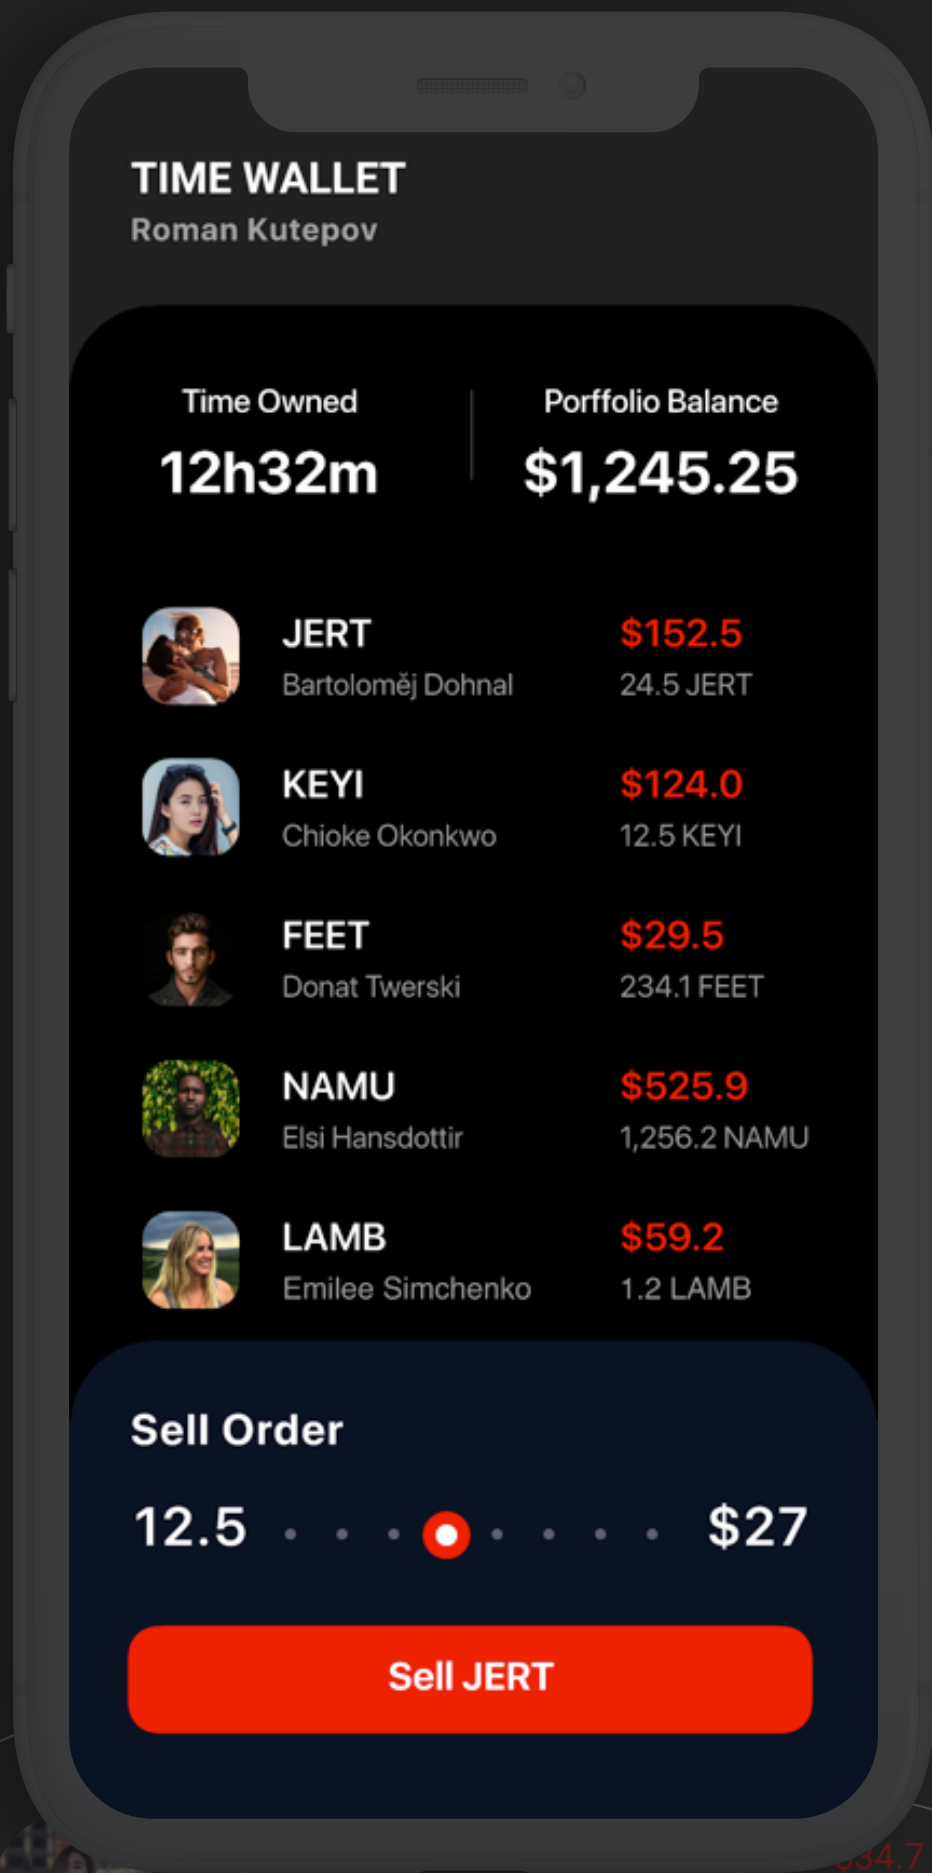 TIME WALLET
Roman Kutepov
Time Owned
Porffolio Balance
12h32m
$1,245.25
JERT
$152.5
Bartoloměj Dohnal
24.5 JERT
KEYI
$124.0
Chioke Okonkwo
12.5 KEYI
FEET
$29.5
Donat Twerski
234.1 FEET
NAMU
$525.9
Elsi Hansdottir
1,256.2 NAMU
LAMB
$59.2
Emilee Simchenko
1.2 LAMB
Sell Order
12.5
$27
Sell JERT
$34.7